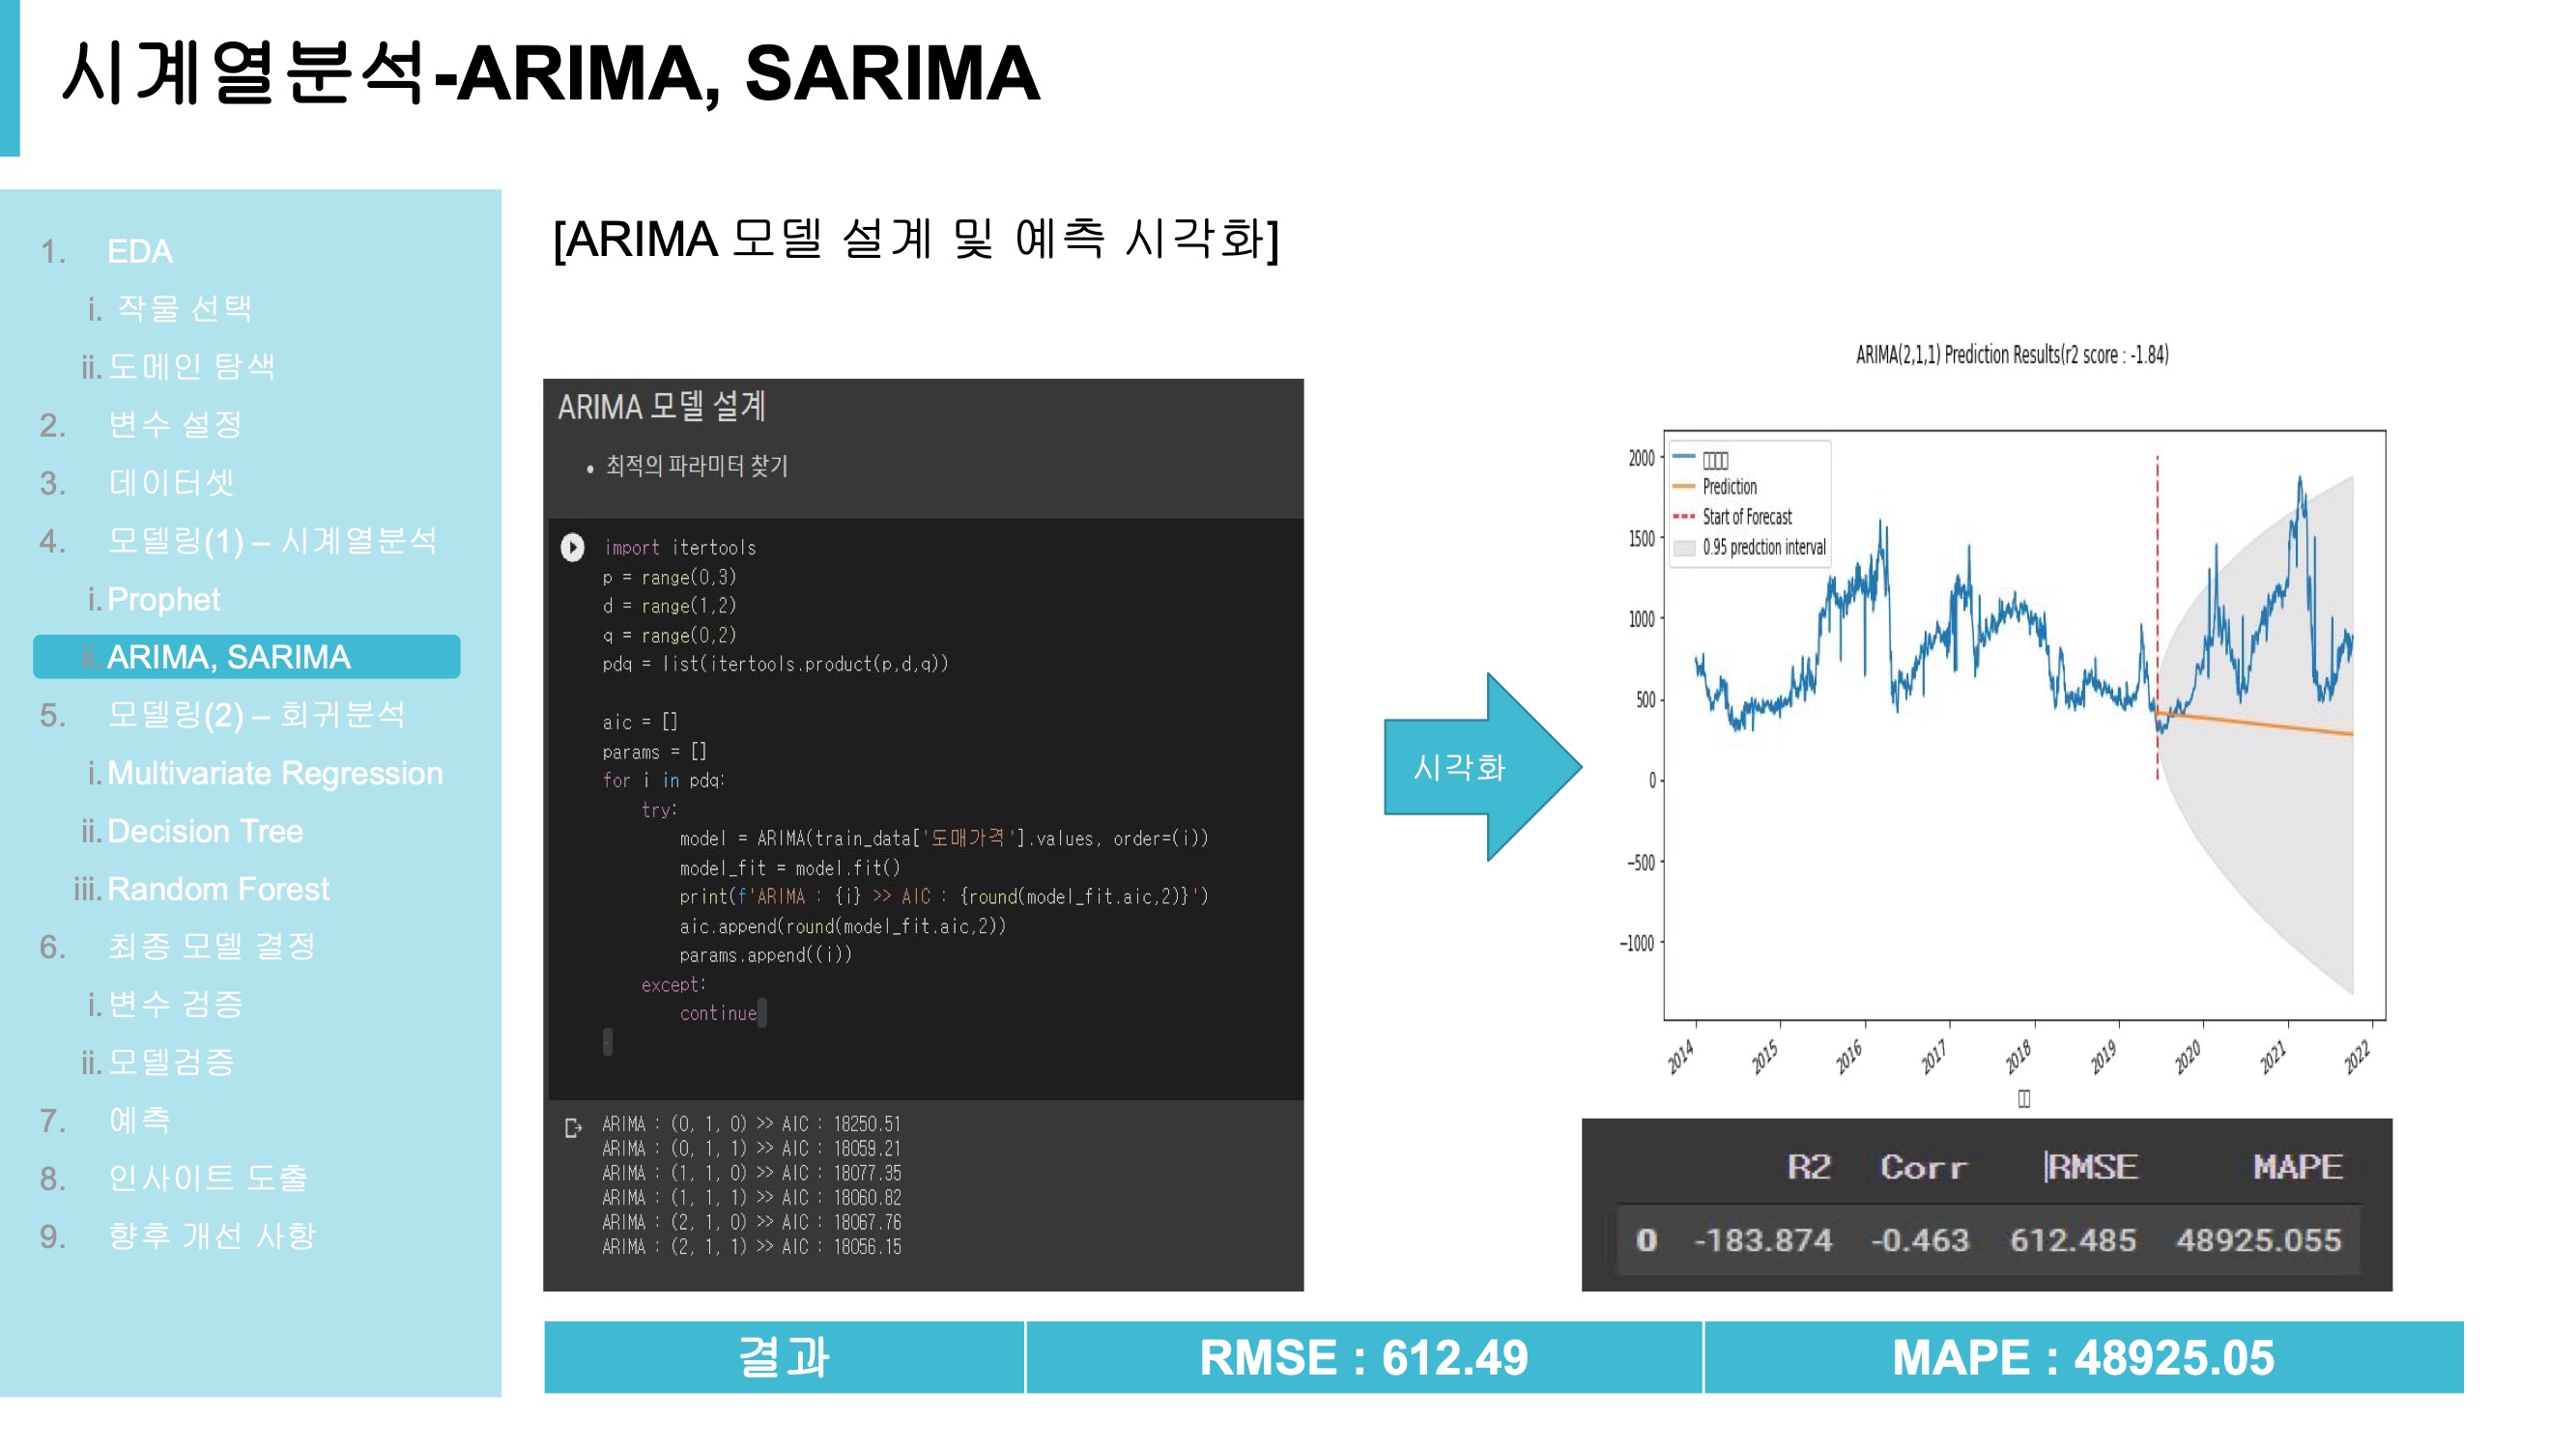 시계열분석-ARIMA, SARIMA
1. EDA
i. 작물 선택
ii. 도메인 탐색
2. 변수 설정
3. 데이터셋
4. 모델링(1) – 시계열분석
i. Prophet
ii. ARIMA, SARIMA
5. 모델링(2) – 회귀분석
i. Multivariate Regression
ii. Decision Tree
iii. Random Forest
6. 최종 모델 결정
i. 변수 검증
ii. 모델검증
7. 예측
8. 인사이트 도출
9. 향후 개선 사항
[ARIMA 모델 설계 및 예측 시각화]
ARIMA 모델 설계
• 최적의 파라미터 찾기
import itertools
p = range(0,3)
d = range(1,2)
q = range(0,2)
pdq = list(itertools.product(p,d,q))
aic = []
params = []
for i in pdq:
try:
model = ARIMA(train_data['도매가격'].values, order=(i))
model_fit = model.fit()
print(f'ARIMA : {i} >> AIC : {round(model_fit.aic,2)}')
aic.append(round(model_fit.aic,2))
params.append((i))
except:
continue
ARIMA : (0, 1, 0) >> AIC : 18250.51
ARIMA : (0, 1, 1) >> AIC : 18059.21
ARIMA : (1, 1, 0) >> AIC : 18077.35
ARIMA : (1, 1, 1) >> AIC : 18060.82
ARIMA : (2, 1, 0) >> AIC : 18067.76
ARIMA : (2, 1, 1) >> AIC : 18056.15
시각화
ARIMA(2,1,1) Prediction Results(r2 score : -1.84)
Prediction
Start of Forecast
0.95 predction interval
2000
1500
1000
500
0
−500
−1000
2014 2015 2016 2017 2018 2019 2020 2021 2022
R2 Corr RMSE MAPE
0 -183.874 -0.463 612.485 48925.055
결과 RMSE : 612.49 MAPE : 48925.05